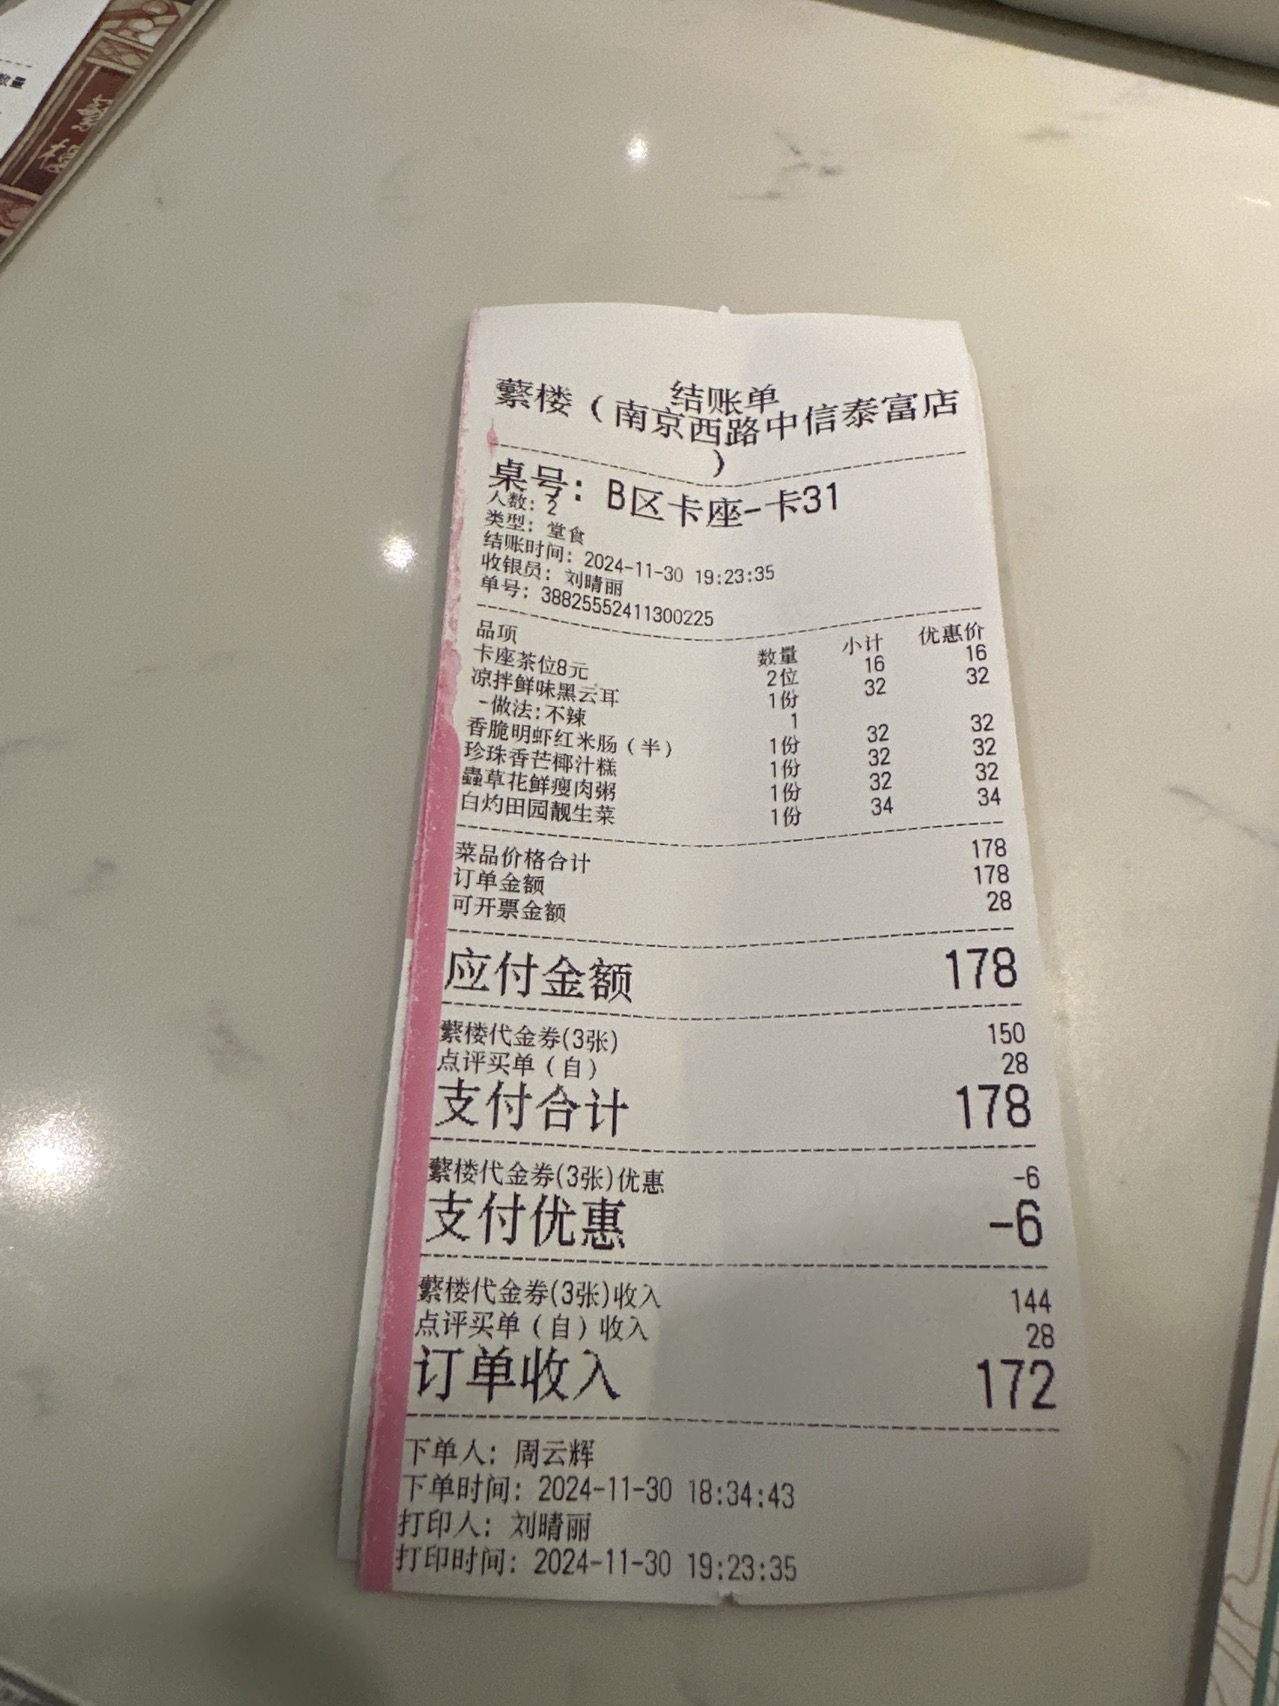 蘩楼
结账单
蘩楼（南京西路中信泰富店
）
桌号：B区卡座-卡31
人数：2
类型：堂食
结账时间：2024-11-30 19:23:35
收银员：刘晴丽
单号：38825552411300225
品项 数量 小计 优惠价
卡座茶位8元 2位 16 16
凉拌鲜味黑云耳 1份 32 32
-做法:不辣 1
香脆明虾红米肠（半） 1份 32 32
珍珠香芒椰汁糕 1份 32 32
蟲草花鲜瘦肉粥 1份 32 32
白灼田园靓生菜 1份 34 34
菜品价格合计 178
订单金额 178
可开票金额 28
应付金额 178
蘩楼代金券(3张) 150
点评买单（自） 28
支付合计 178
蘩楼代金券(3张)优惠 -6
支付优惠 -6
蘩楼代金券(3张)收入 144
点评买单（自）收入 28
订单收入 172
下单人：周云辉
下单时间：2024-11-30 18:34:43
打印人：刘晴丽
打印时间：2024-11-30 19:23:35